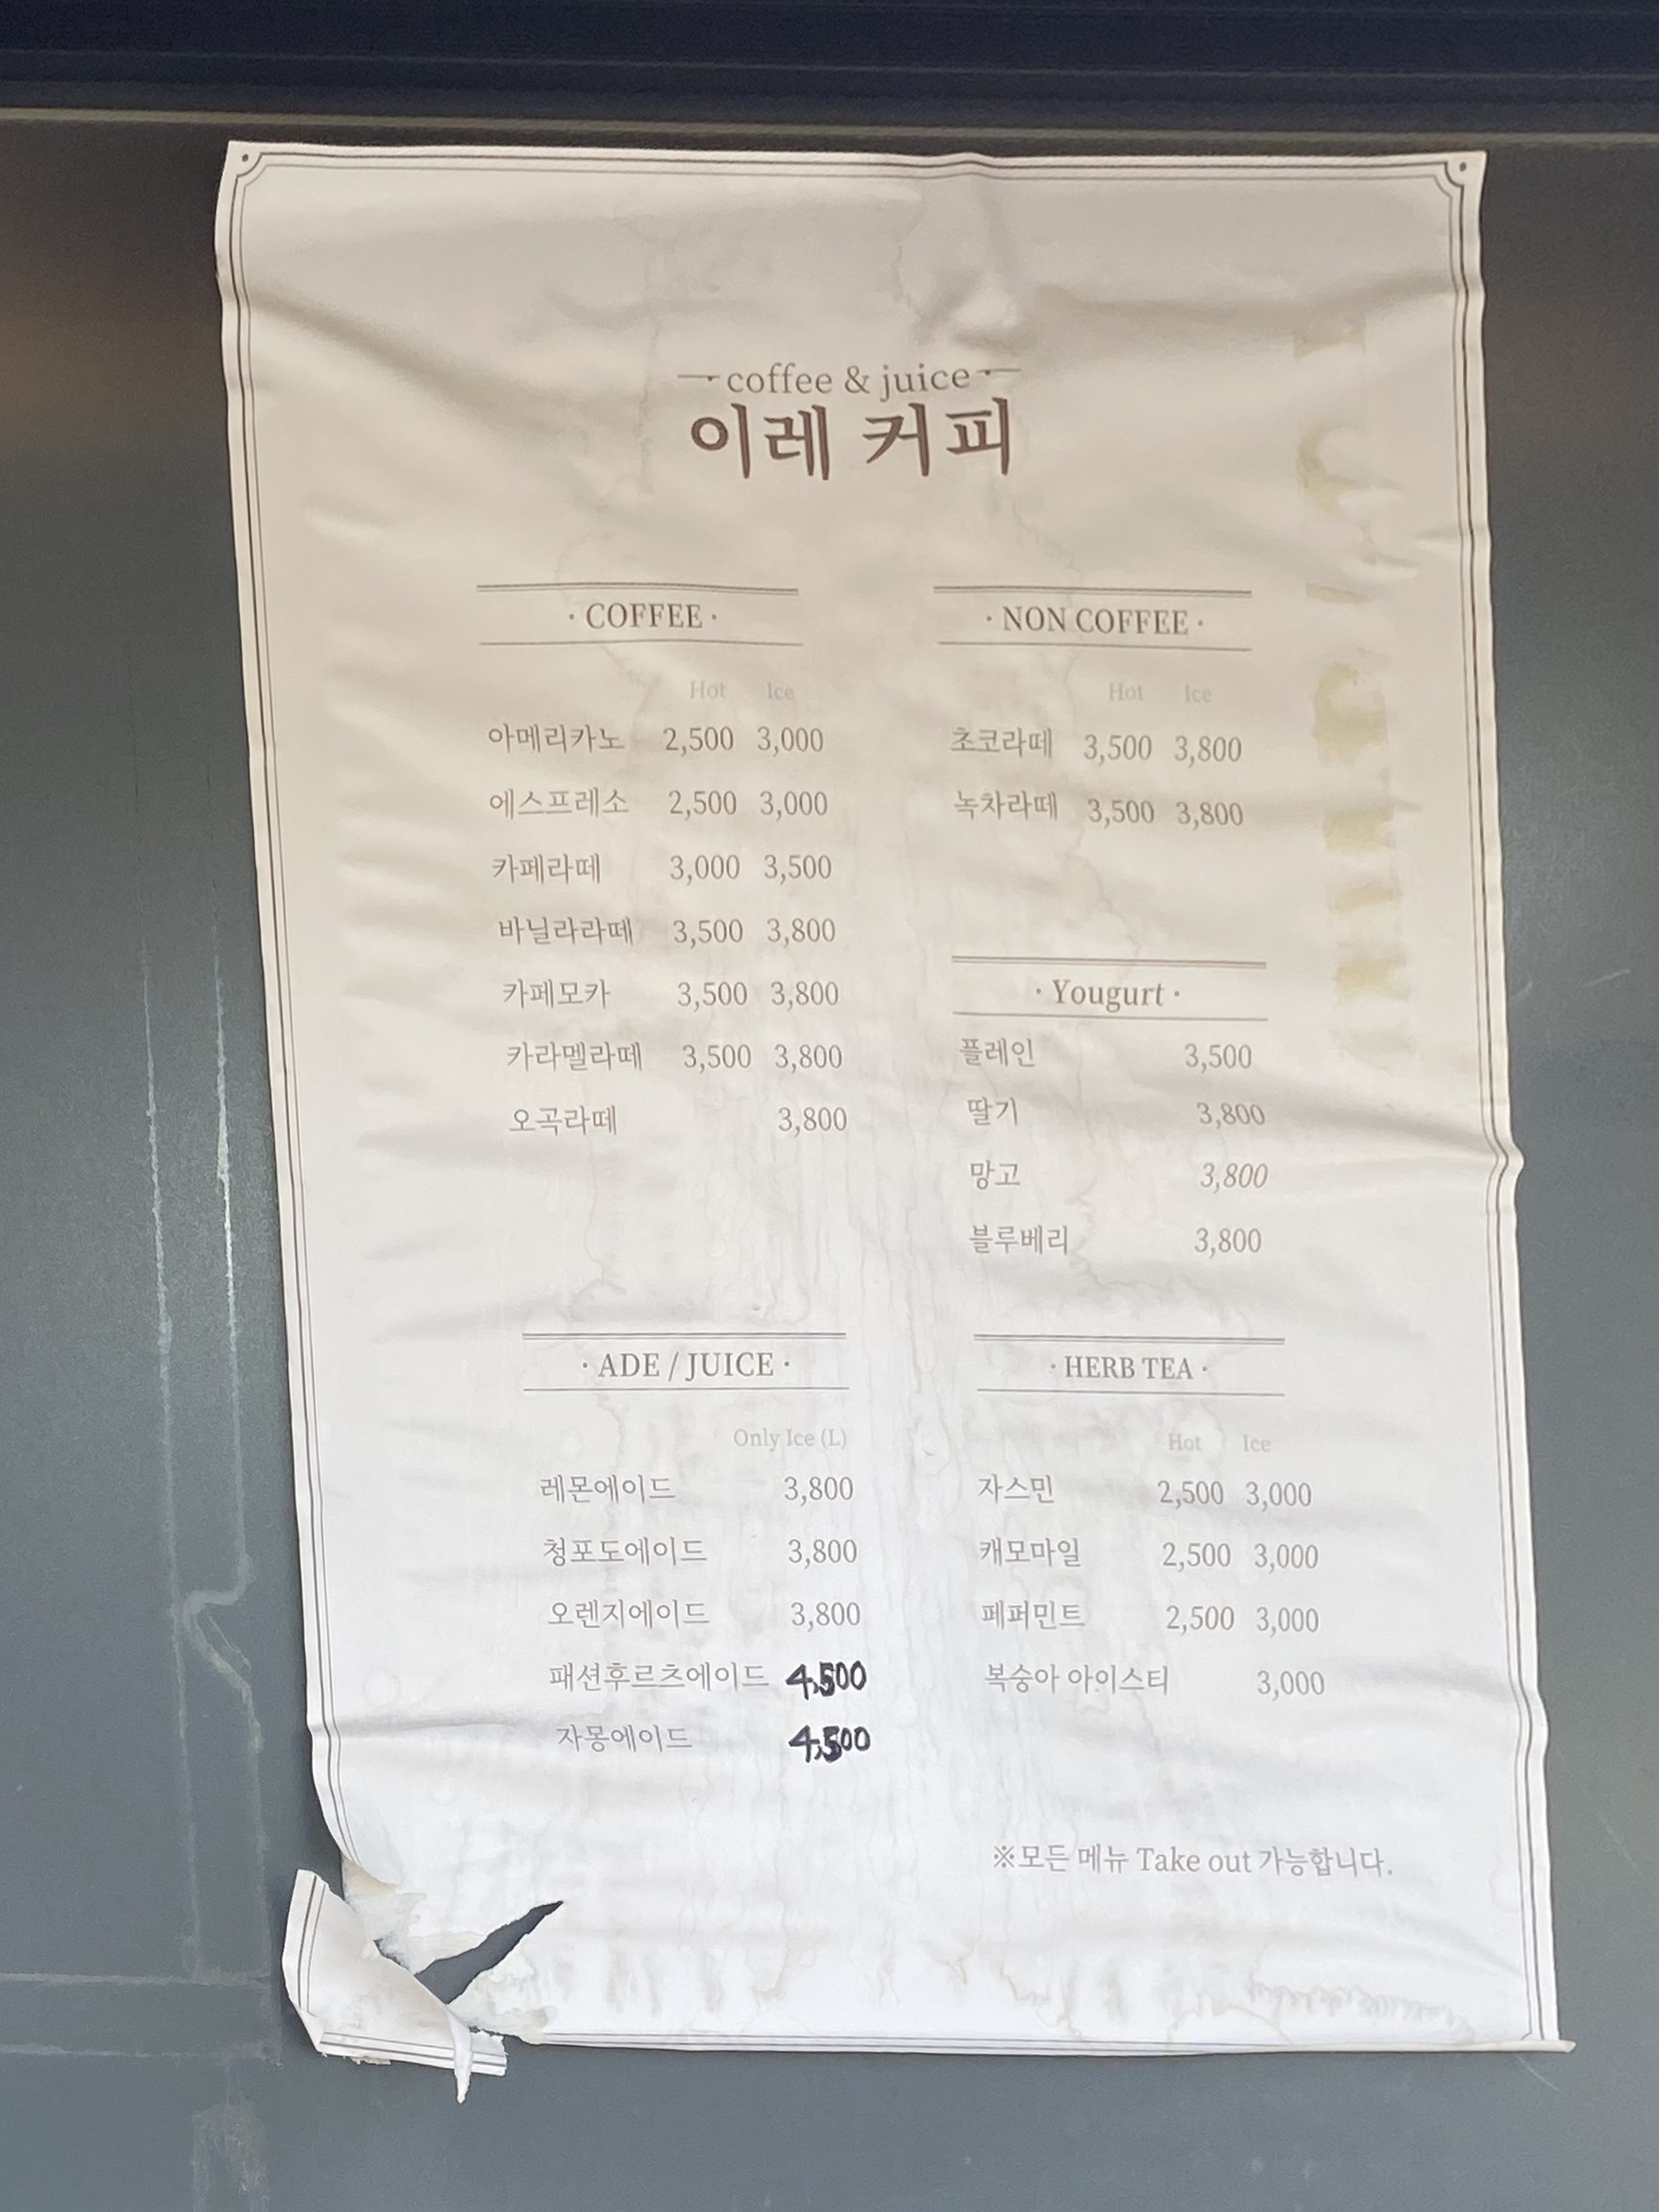 coffee & juice
이레 커피
· COFFEE ·
Hot Ice
아메리카노 2,500 3,000
에스프레소 2,500 3,000
카페라떼 3,000 3,500
바닐라라떼 3,500 3,800
카페모카 3,500 3,800
카라멜라떼 3,500 3,800
오곡라떼 3,800
· NON COFFEE ·
Hot Ice
초코라떼 3,500 3,800
녹차라떼 3,500 3,800
· Yougurt ·
플레인 3,500
딸기 3,800
망고 3,800
블루베리 3,800
· ADE / JUICE ·
Only Ice (L)
레몬에이드 3,800
청포도에이드 3,800
오렌지에이드 3,800
패션후르츠에이드 4,500
자몽에이드 4,500
· HERB TEA ·
Hot Ice
자스민 2,500 3,000
캐모마일 2,500 3,000
페퍼민트 2,500 3,000
복숭아 아이스티 3,000
※모든 메뉴 Take out 가능합니다.